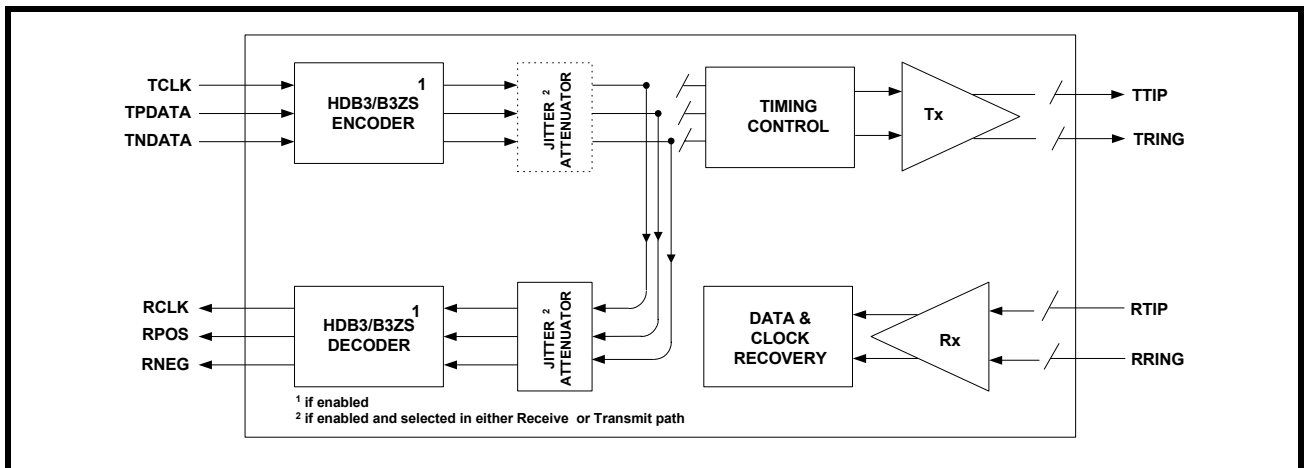 TCLK
TPDATA
TNDATA
HDB3/B3ZS 1
ENCODER
JITTER 2
ATTENUATOR
TIMING
CONTROL
Tx
TTIP
TRING
RCLK
RPOS
RNEG
HDB3/B3ZS 1
DECODER
JITTER 2
ATTENUATOR
DATA &
CLOCK
RECOVERY
Rx
RTIP
RRING
1 if enabled
2 if enabled and selected in either Receive or Transmit path